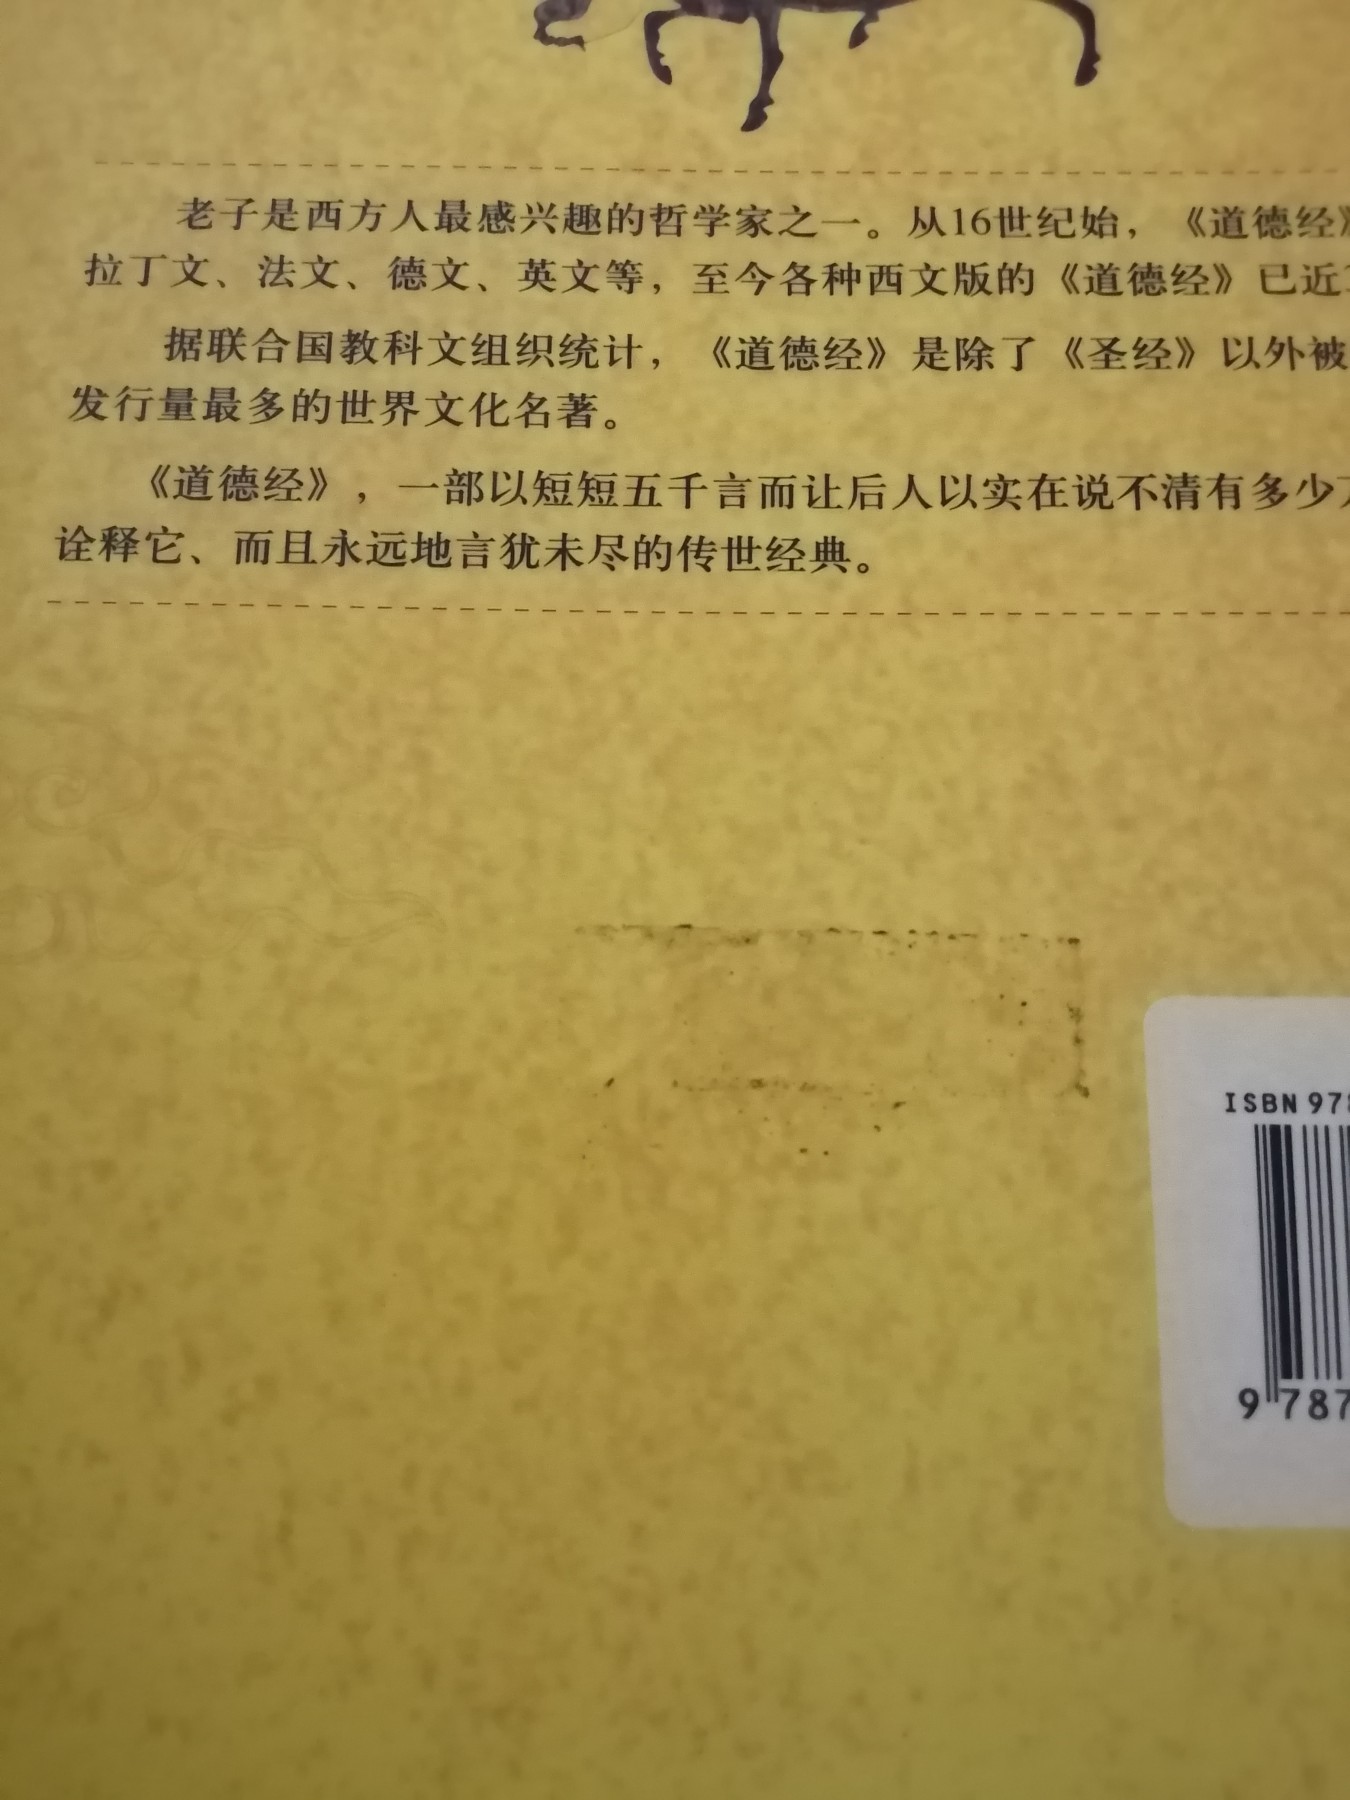 老子是西方人最感兴趣的哲学家之一。从16世纪始，《道德经》
拉丁文、法文、德文、英文等，至今各种西文版的《道德经》已近
据联合国教科文组织统计，《道德经》是除了《圣经》以外被
发行量最多的世界文化名著。
《道德经》，一部以短短五千言而让后人以实在说不清有多少
诠释它、而且永远地言犹未尽的传世经典。
ISBN 978
9 787